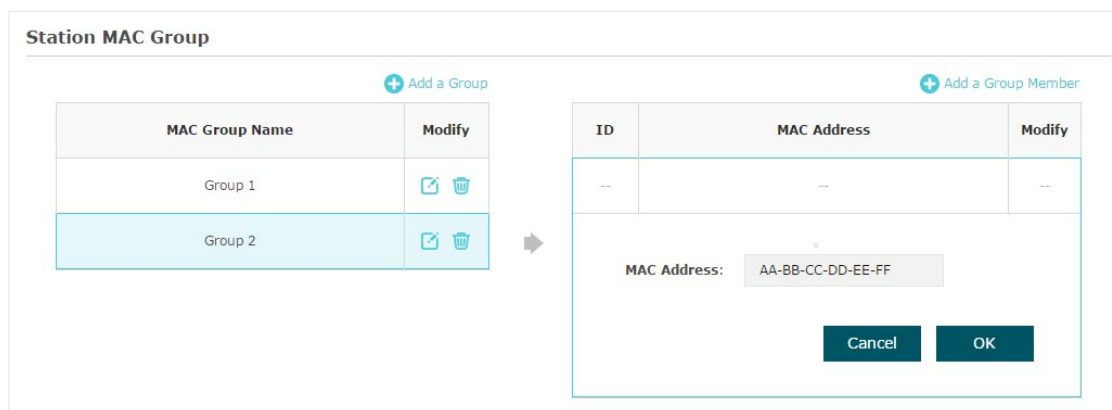 Station MAC Group
Add a Group
Add a Group Member
MAC Group Name Modify
ID MAC Address Modify
Group 1
-- -- --
Group 2
MAC Address: AA-BB-CC-DD-EE-FF
Cancel OK